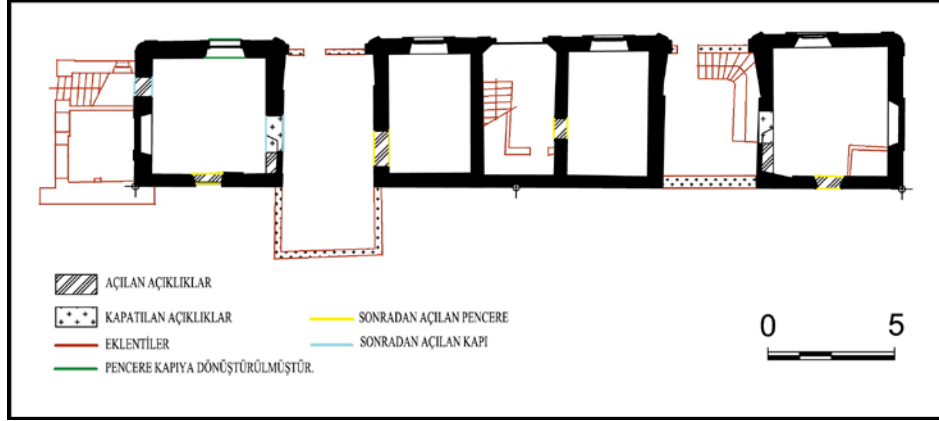 AÇILAN AÇIKLIKLAR
KAPATILAN AÇIKLIKLAR
EKLENTİLER
PENCERE KAPIYA DÖNÜŞTÜRÜLMÜŞTÜR.
SONRADAN AÇILAN PENCERE
SONRADAN AÇILAN KAPI
0 5